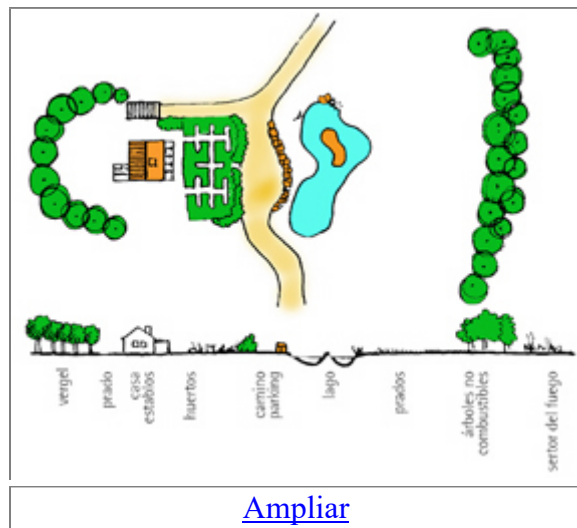 vergel
prado
casa
establos
huertos
camino
parking
lago
prados
árboles no
combustibles
sertor del fuego
Ampliar